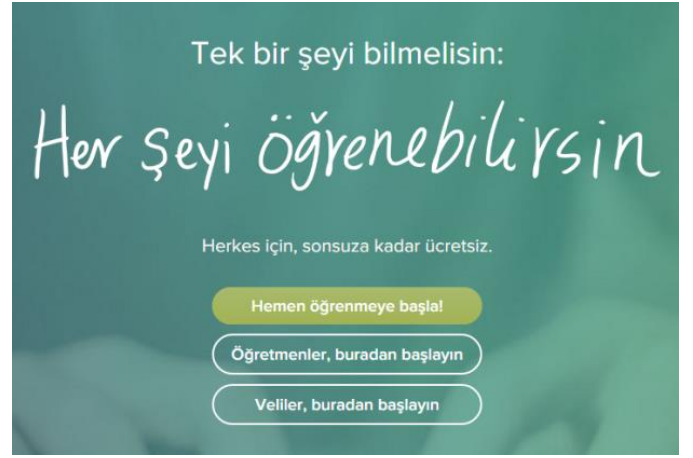 Tek bir şeyi bilmelisin:
Her şeyi öğrenebilirsin
Herkes için, sonsuza kadar ücretsiz.
Hemen öğrenmeye başla!
Öğretmenler, buradan başlayın
Veliler, buradan başlayın